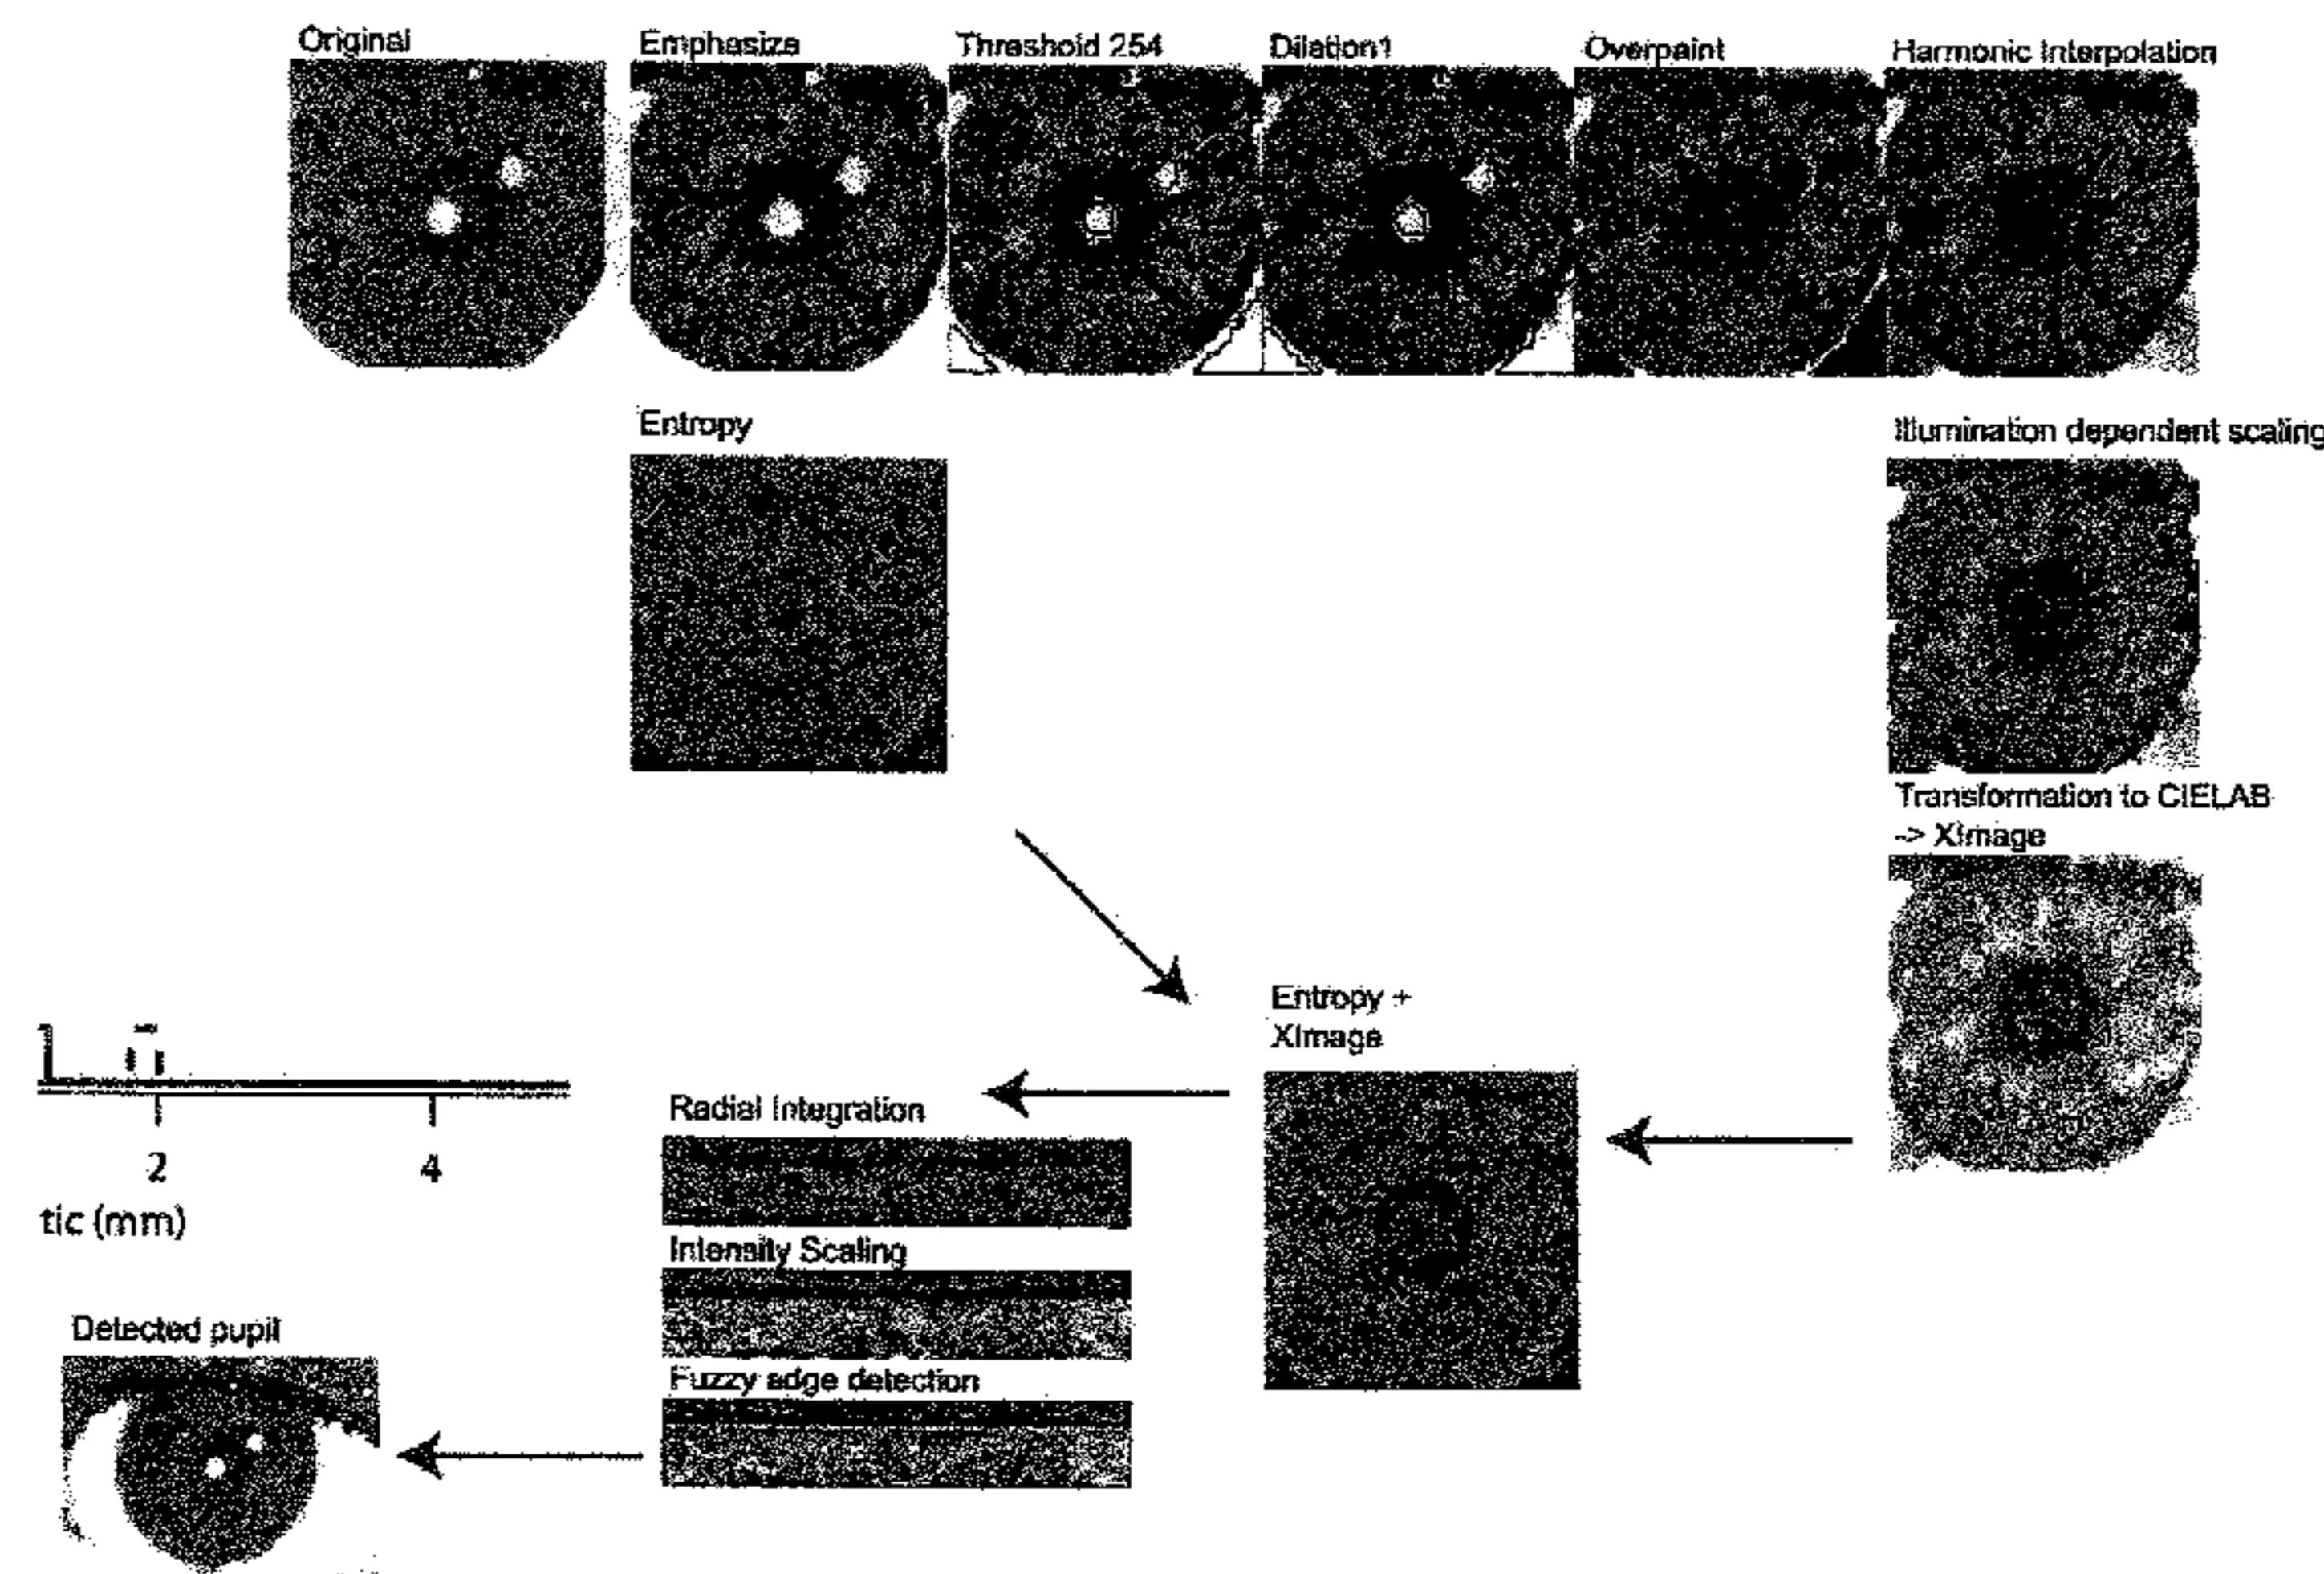 Original
Emphasize
Threshold 254
Dilation1
Overpaint
Harmonic Interpolation
Entropy
Illumination dependent scaling
Transformation to CIELAB
-> XImage
Entropy +
XImage
Radial Integration
Intensity Scaling
Fuzzy edge detection
2
4
tic (mm)
Detected pupil